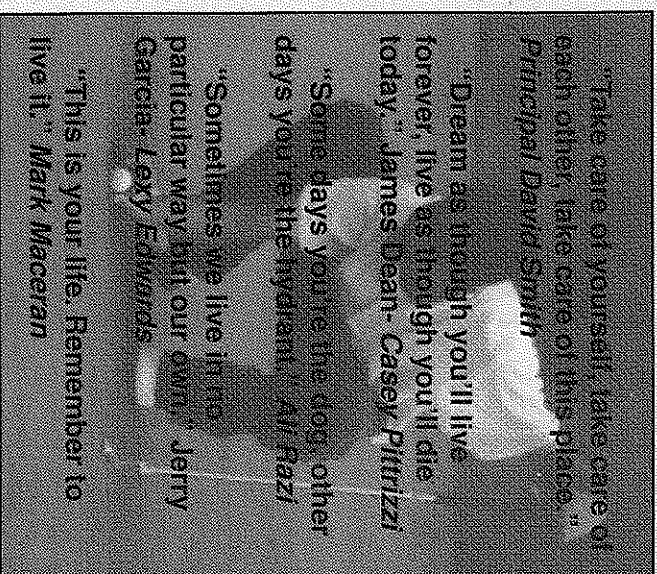 "Take care of yourself, take care of
each other, take care of this place."
Principal David Smith
"Dream as though you'll live
forever, live as though you'll die
today." James Dean- Casey Pittrizzi
"Some days you're the dog, other
days you're the hydrant." Ali Razzi
"Sometimes we live in no
particular way but our own." Jerry
Garcia- Lexy Edwards
"This is your life. Remember to
live it." Mark Maceran